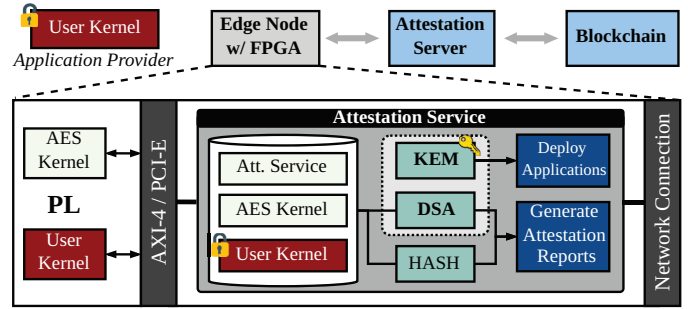 User Kernel
Application Provider
Edge Node
w/ FPGA
Attestation
Server
Blockchain
AES
Kernel
PL
User
Kernel
AXI-4 / PCI-E
Attestation Service
Att. Service
AES Kernel
User Kernel
KEM
DSA
HASH
Deploy
Applications
Generate
Attestation
Reports
Network Connection